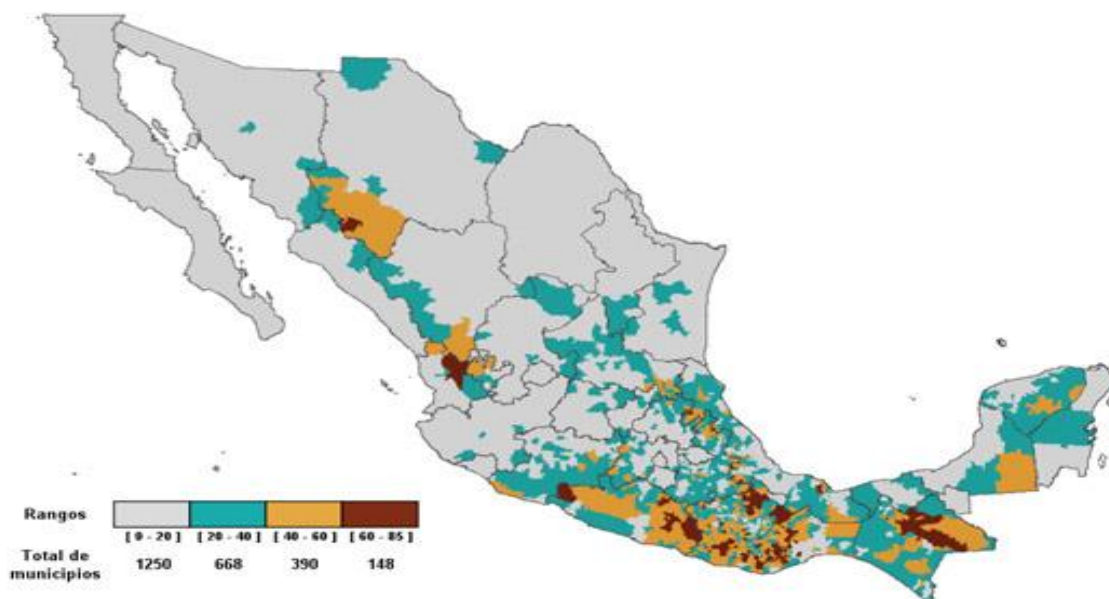 Rangos
[ 0 - 20 ] [ 20 - 40 ] [ 40 - 60 ] [ 60 - 85 ]
Total de
municipios
1250 668 390 148